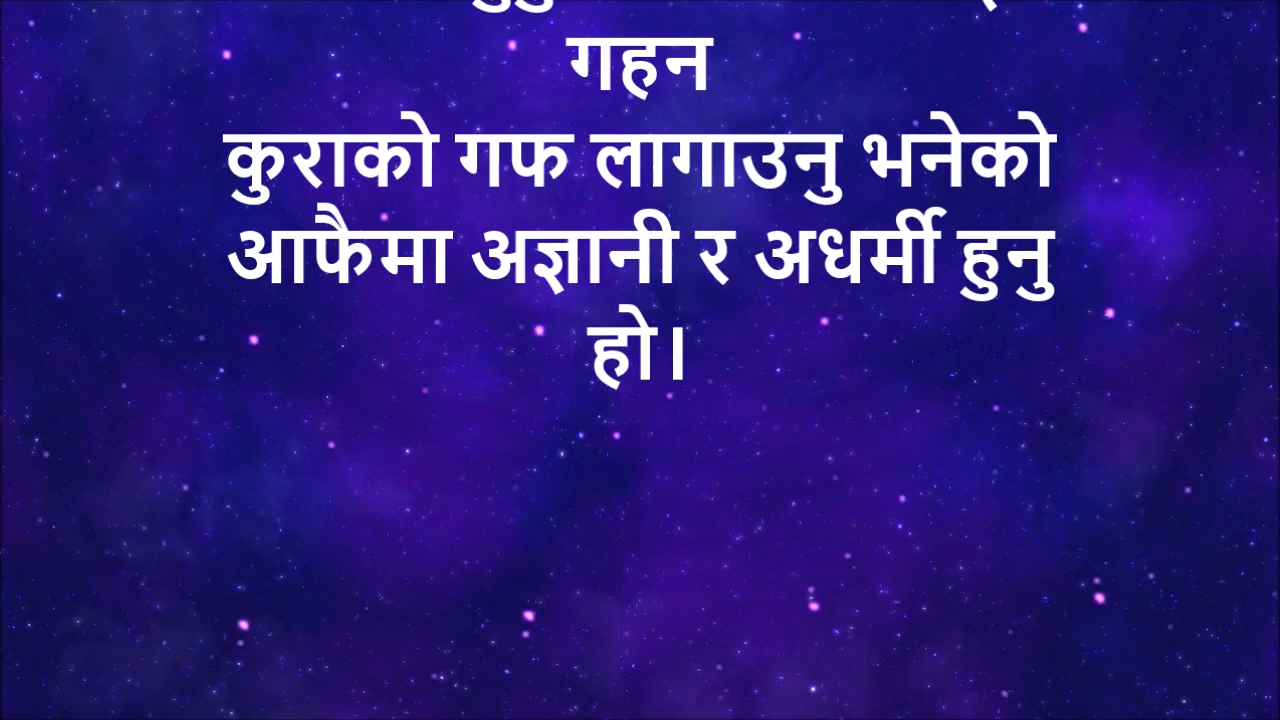 गहन
कुराको गफ लागाउनु भनेको
आफैमा अज्ञानी र अधर्मी हुनु
हो।